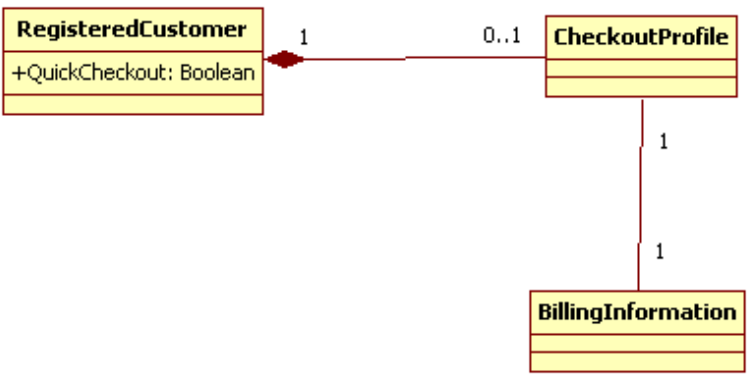 RegisteredCustomer
+QuickCheckout: Boolean
1
0..1
CheckoutProfile
1
1
BillingInformation